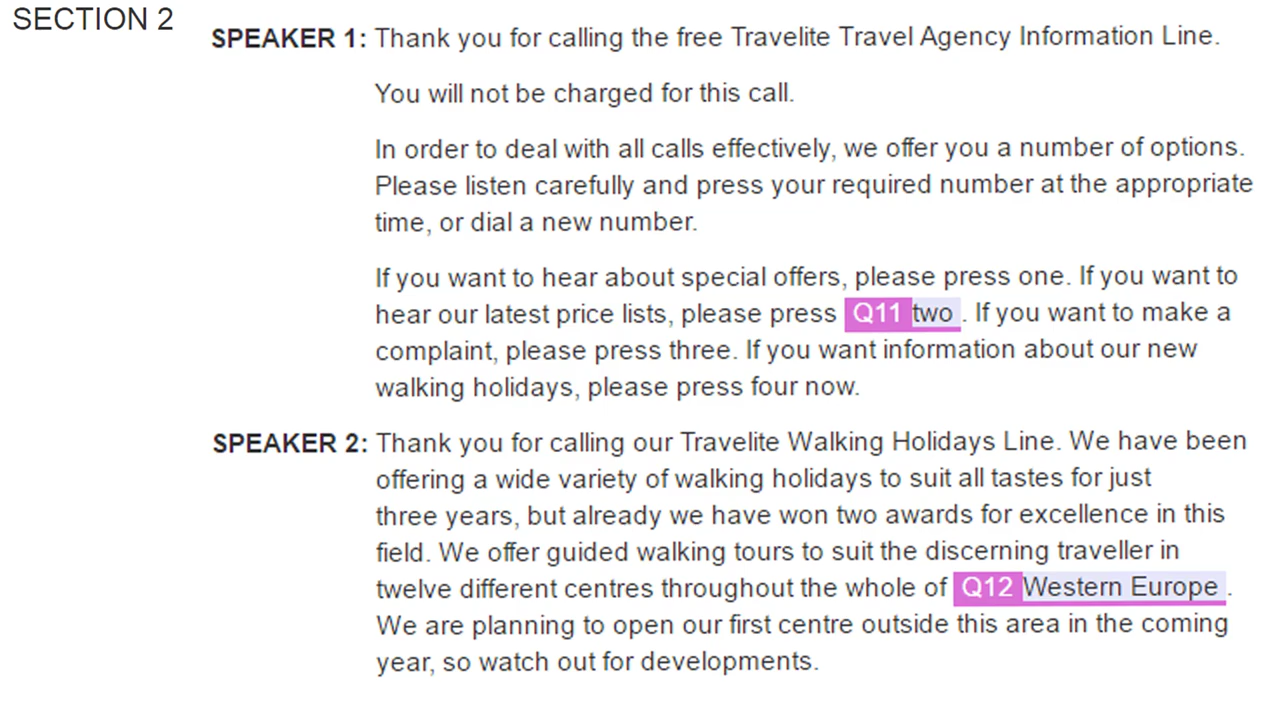 SECTION 2
SPEAKER 1: Thank you for calling the free Travelite Travel Agency Information Line.
You will not be charged for this call.
In order to deal with all calls effectively, we offer you a number of options.
Please listen carefully and press your required number at the appropriate
time, or dial a new number.
If you want to hear about special offers, please press one. If you want to
hear our latest price lists, please press Q11 two . If you want to make a
complaint, please press three. If you want information about our new
walking holidays, please press four now.
SPEAKER 2: Thank you for calling our Travelite Walking Holidays Line. We have been
offering a wide variety of walking holidays to suit all tastes for just
three years, but already we have won two awards for excellence in this
field. We offer guided walking tours to suit the discerning traveller in
twelve different centres throughout the whole of Q12 Western Europe .
We are planning to open our first centre outside this area in the coming
year, so watch out for developments.